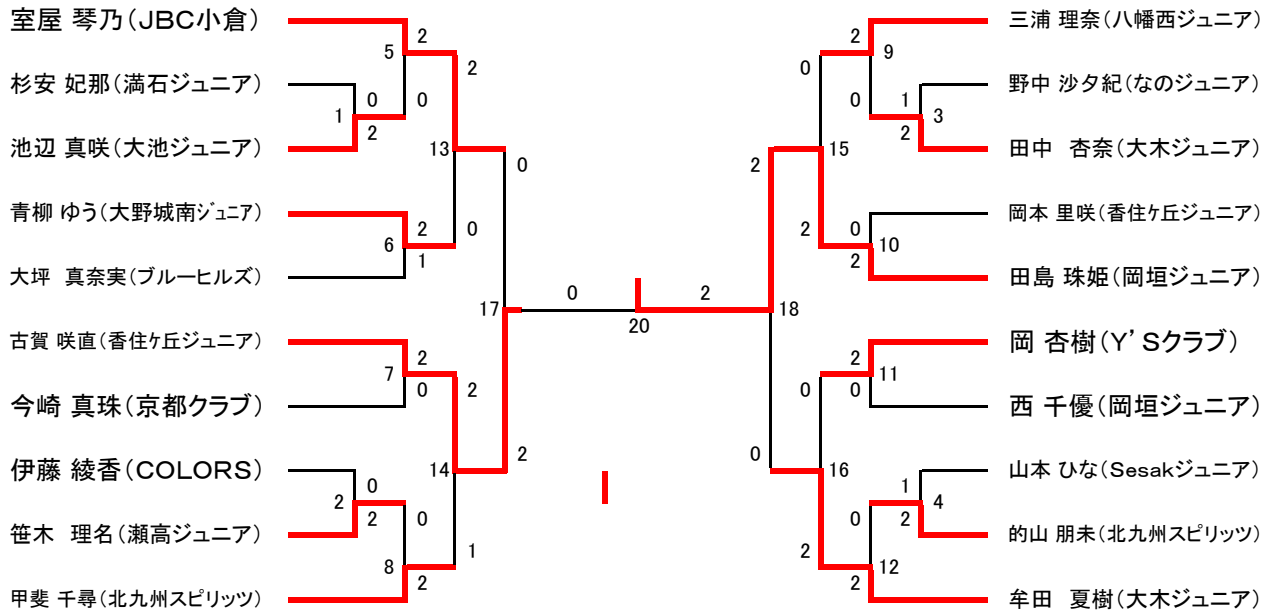 室屋 琴乃(JBC小倉)
杉安 妃那(満石ジュニア)
池辺 真咲(大池ジュニア)
青柳 ゆう(大野城南ジュニア)
大坪 真奈実(ブルーヒルズ)
古賀 咲直(香住ケ丘ジュニア)
今崎 真珠(京都クラブ)
伊藤 綾香(COLORS)
笹木 理名(瀬高ジュニア)
甲斐 千尋(北九州スピリッツ)
5
2
1
0
0
2
13
2
6
2
1
0
17
0
7
2
0
2
14
2
2
0
2
0
8
2
1
0
2
20
三浦 理奈(八幡西ジュニア)
野中 沙夕紀(なのジュニア)
田中 杏奈(大木ジュニア)
岡本 里咲(香住ケ丘ジュニア)
田島 珠姫(岡垣ジュニア)
岡 杏樹(Y'Sクラブ)
西 千優(岡垣ジュニア)
山本 ひな(Sesakジュニア)
的山 朋未(北九州スピリッツ)
牟田 夏樹(大木ジュニア)
2
9
0
0
1
3
2
2
15
2
0
10
2
18
2
11
0
0
0
16
1
4
0
2
2
12
2